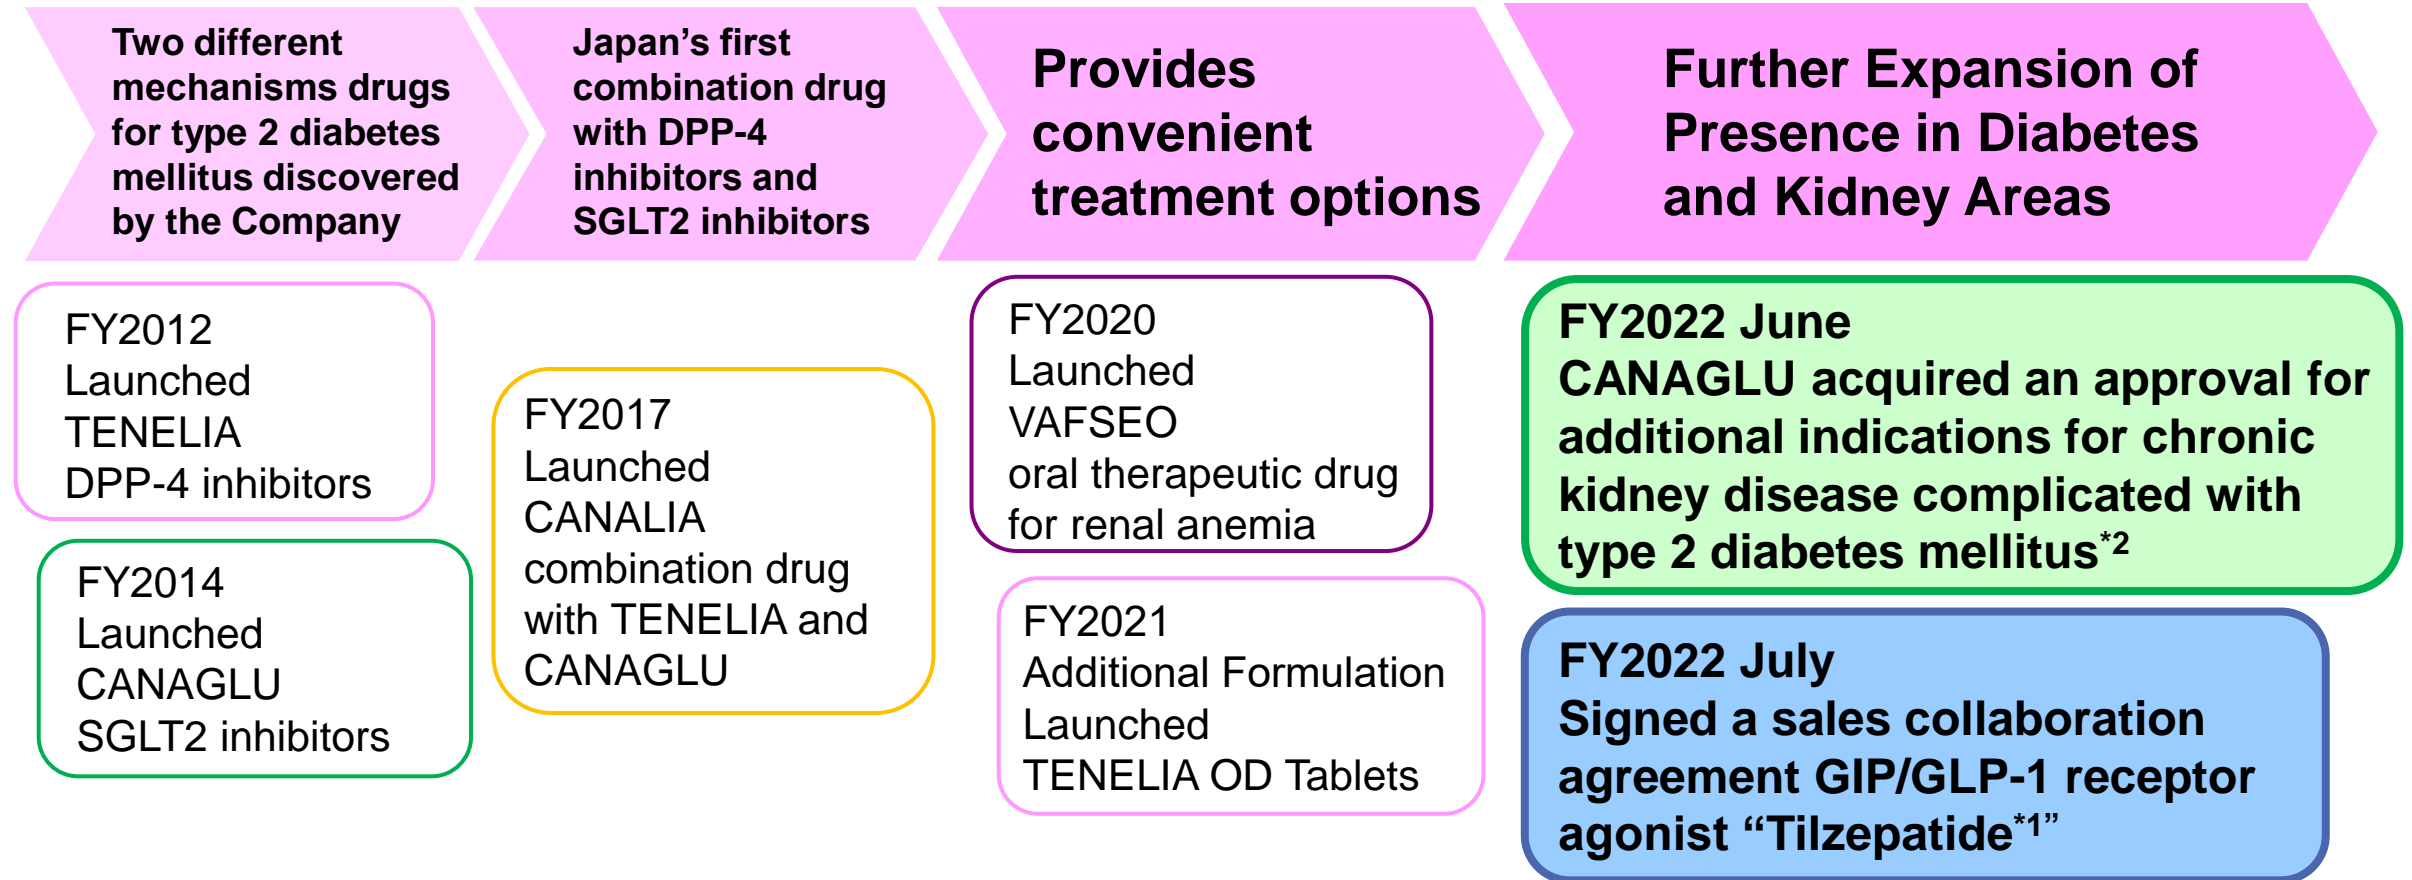 Two different
mechanisms drugs
for type 2 diabetes
mellitus discovered
by the Company
Japan’s first
combination drug
with DPP-4
inhibitors and
SGLT2 inhibitors
Provides
convenient
treatment options
Further Expansion of
Presence in Diabetes
and Kidney Areas
FY2012
Launched
TENELIA
DPP-4 inhibitors
FY2014
Launched
CANAGLU
SGLT2 inhibitors
FY2017
Launched
CANALIA
combination drug
with TENELIA and
CANAGLU
FY2020
Launched
VAFSEO
oral therapeutic drug
for renal anemia
FY2021
Additional Formulation
Launched
TENELIA OD Tablets
FY2022 June
CANAGLU acquired an approval for
additional indications for chronic
kidney disease complicated with
type 2 diabetes mellitus*2
FY2022 July
Signed a sales collaboration
agreement GIP/GLP-1 receptor
agonist “Tilzepatide*1”